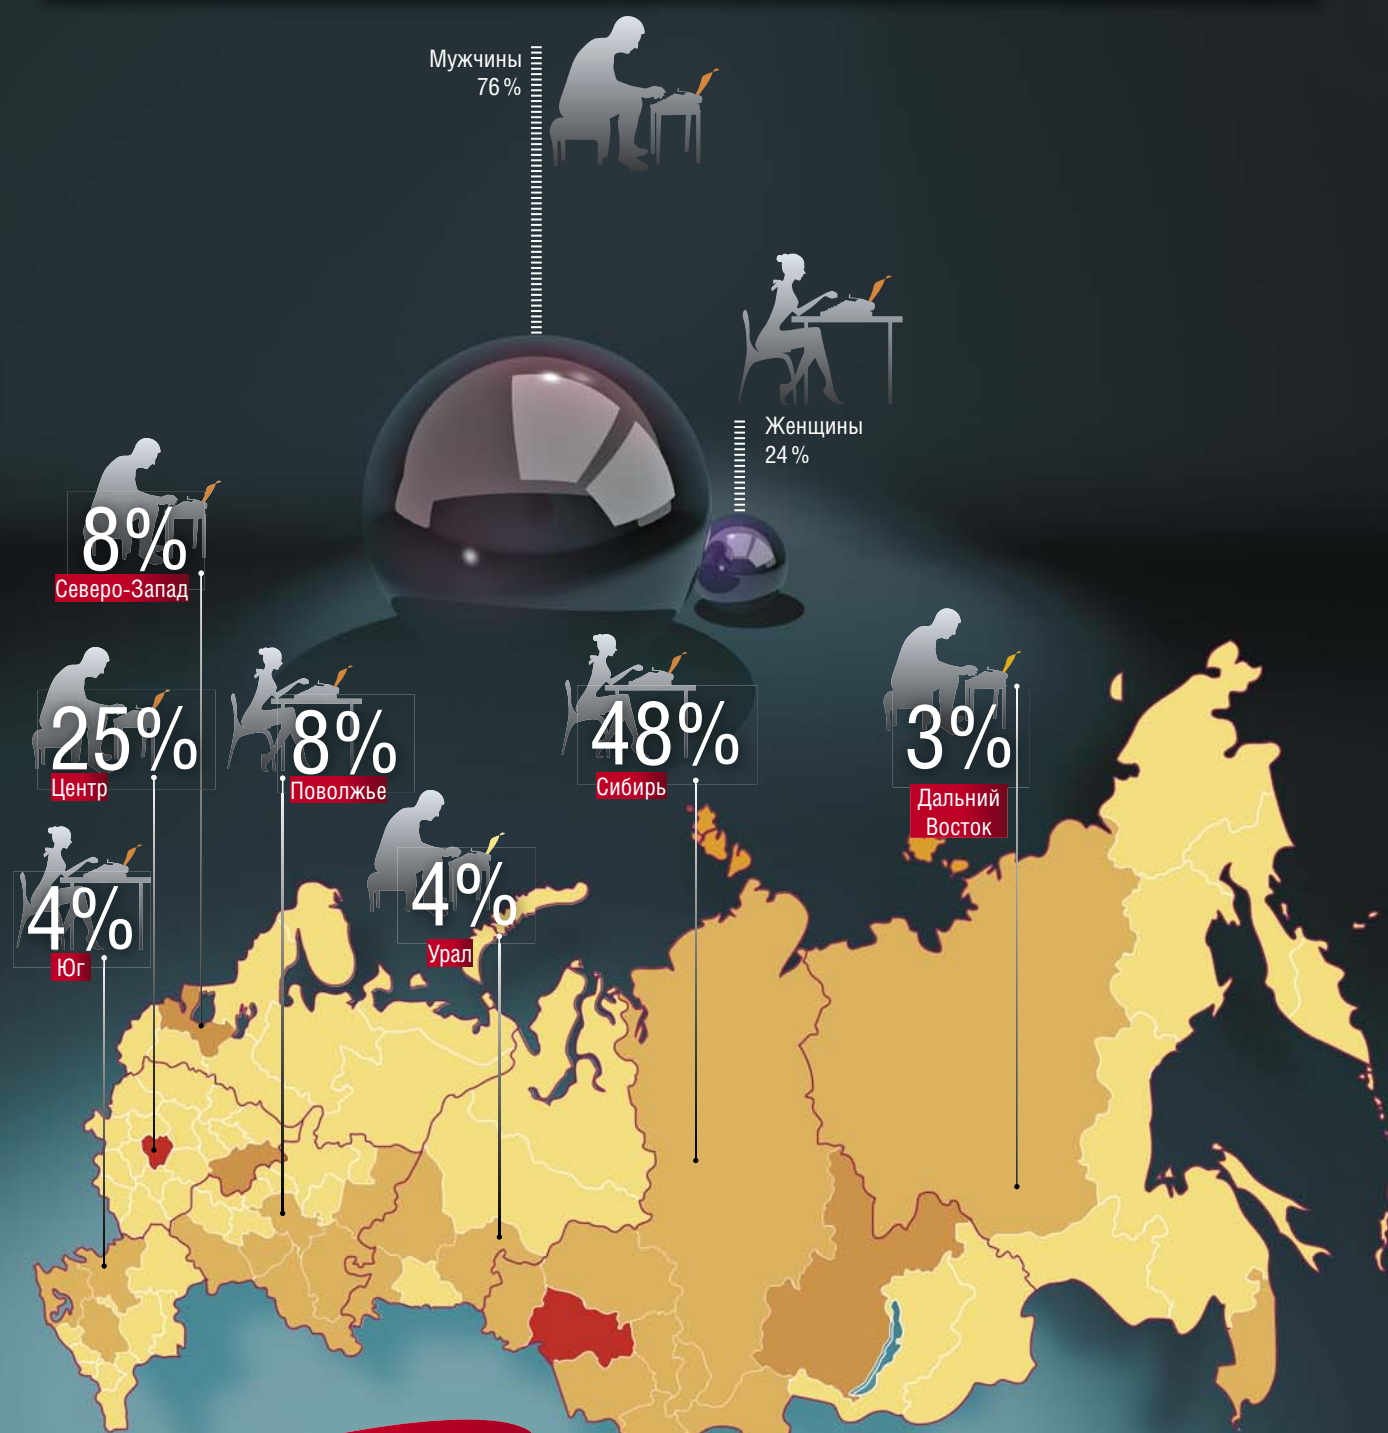 Мужчины
76 %
Женщины
24 %
8%
Северо-Запад
25%
Центр
8%
Поволжье
48%
Сибирь
3%
Дальний
Восток
4%
Юг
4%
Урал